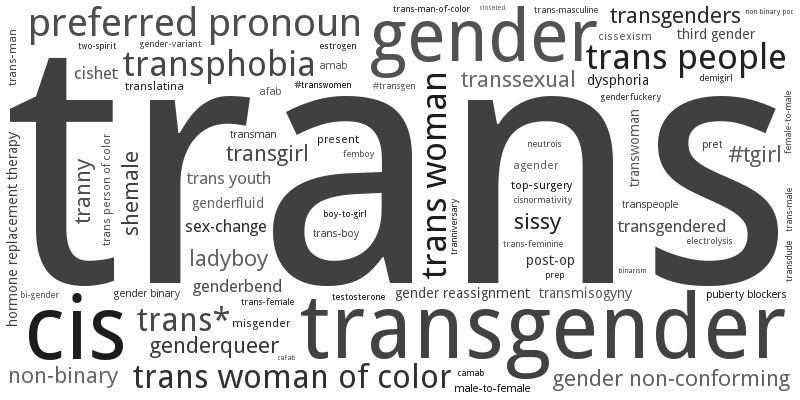 preferred pronoun
trans-man-of-color
closeted
trans-masculine
transgenders
non-binary poc
gender
trans-man
two-spirit
gender-variant
estrogen
cissexism
third gender
cishet
transphobia
amab
trans people
translatina
afab
#transwomen
#transgen
transsexual
dysphoria
demigirl
genderfuckery
female-to-male
trans
hormone replacement therapy
tranny
trans person of color
shemale
transman
present
transgirl
femboy
trans youth
genderfluid
boy-to-girl
sex-change
trans-boy
ladyboy
genderbend
trans woman
tranniversary
neutrois
agender
top-surgery
cisnormativity
sissy
trans-feminine
post-op
prep
transwoman
pret
#tgirl
transpeople
transgendered
electrolysis
binarism
trans-male
transdude
bi-gender
gender binary
trans-female
testosterone
gender reassignment
transmisogyny
puberty blockers
cis
trans*
misgender
genderqueer
cafab
transgender
non-binary
trans woman of color
camab
male-to-female
gender non-conforming